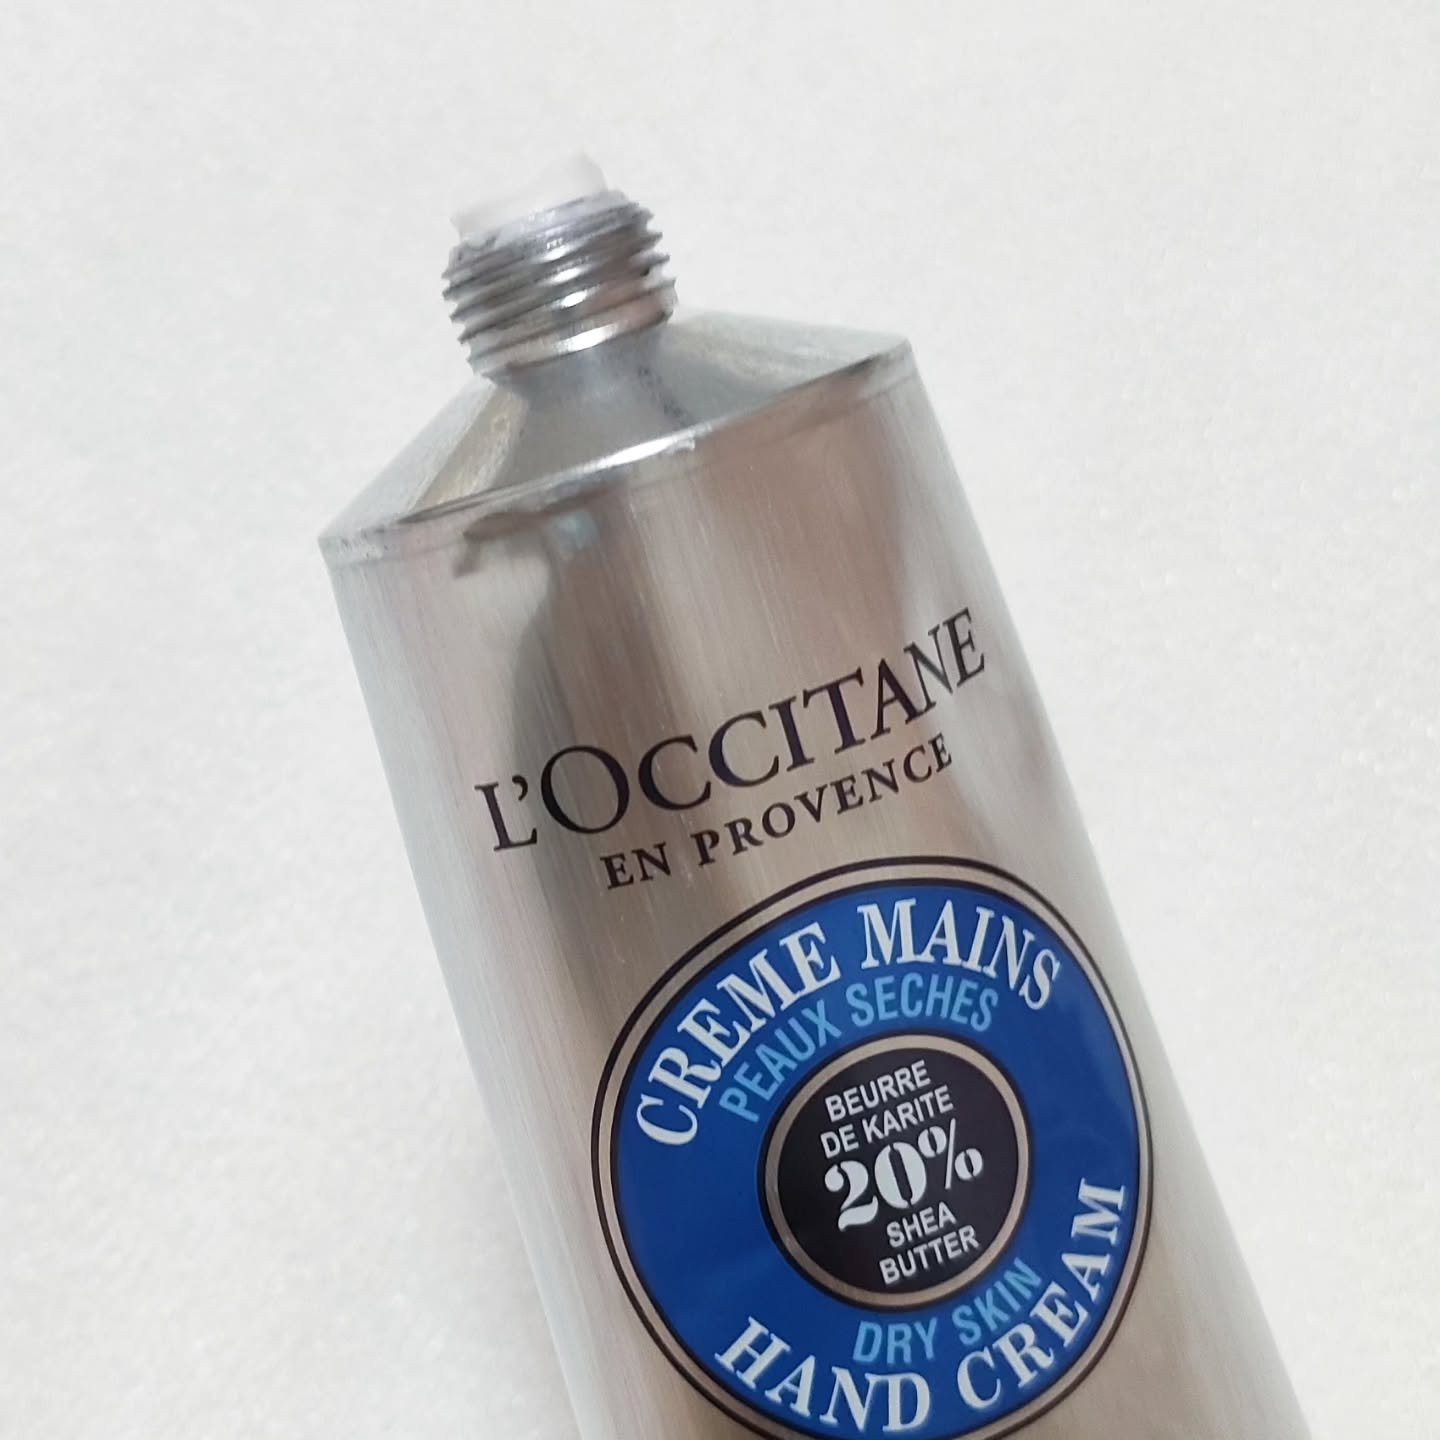 L'OCCITANE
EN PROVENCE
CREME MAINS
PEAUX SECHES
BEURRE
DE KARITE
20%
SHEA
BUTTER
DRY SKIN
HAND CREAM